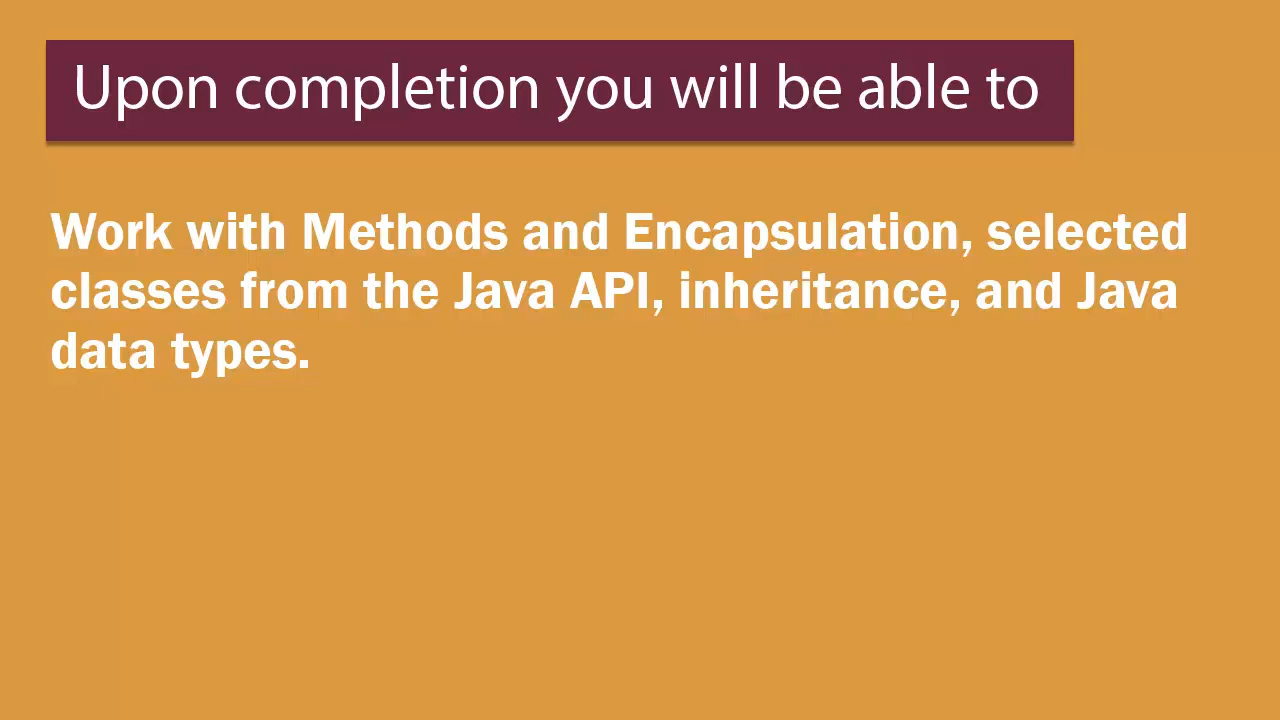 Upon completion you will be able to
Work with Methods and Encapsulation, selected
classes from the Java API, inheritance, and Java
data types.